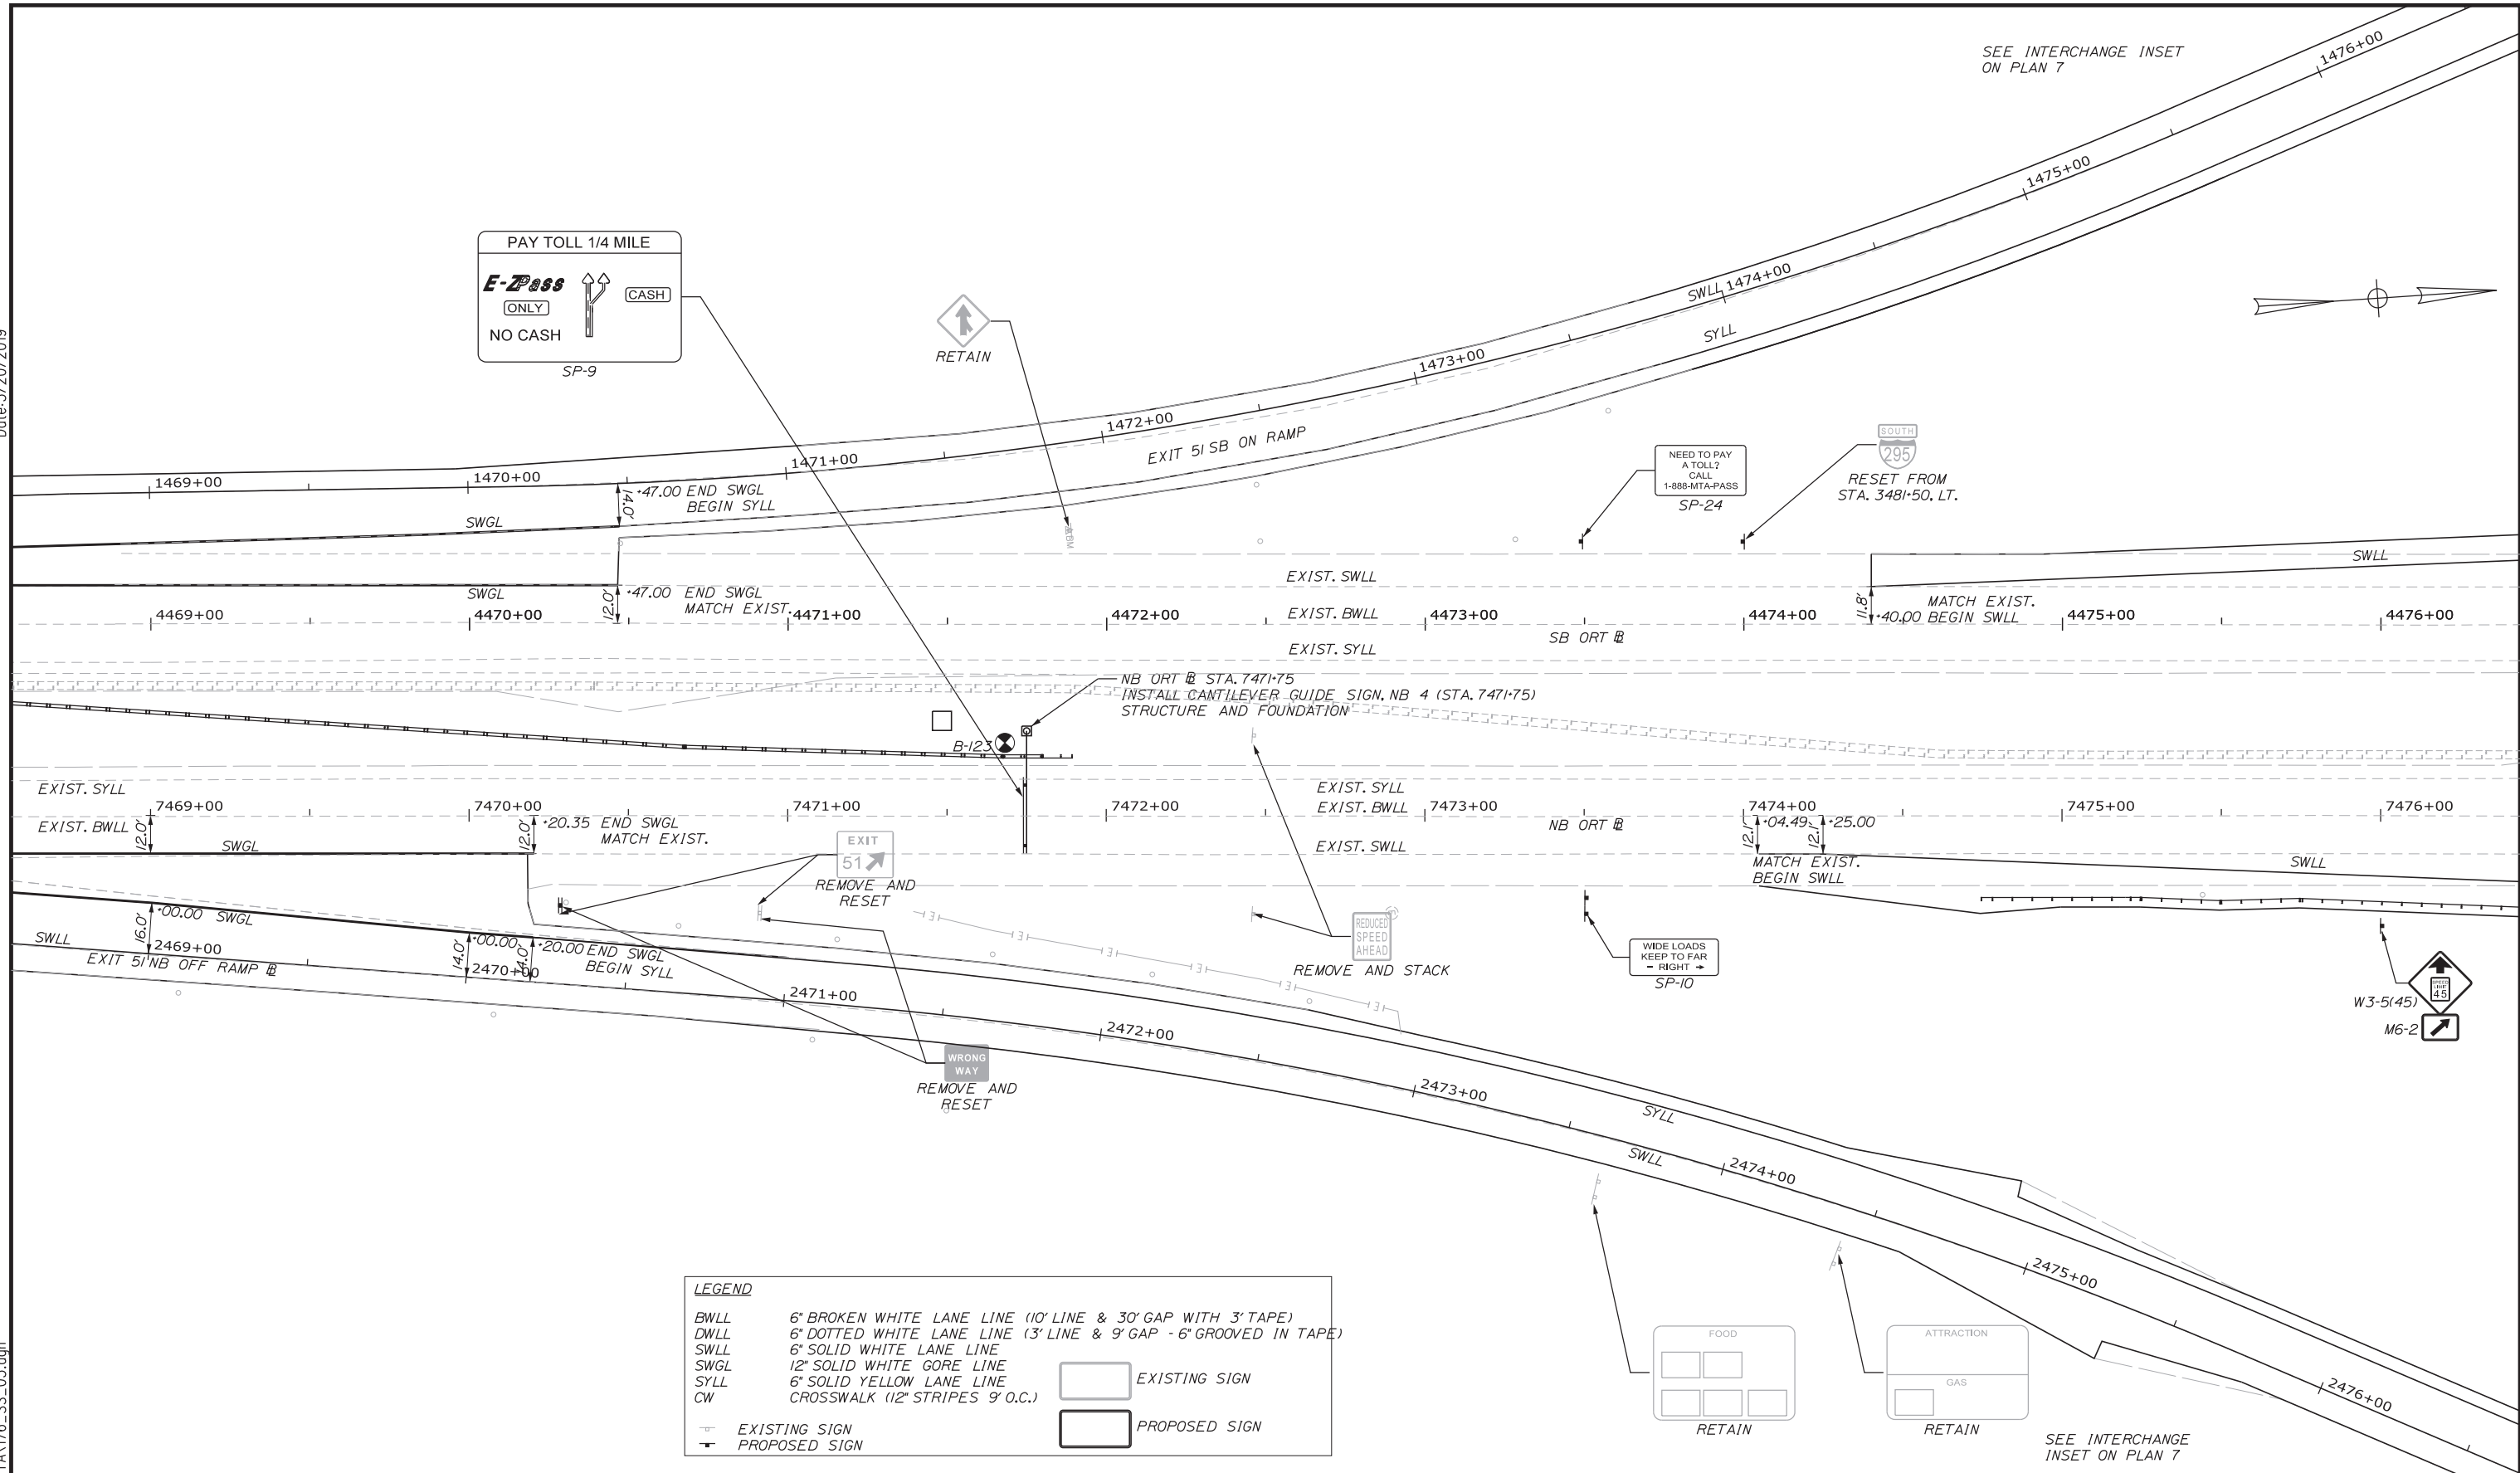 SEE INTERCHANGE INSET
ON PLAN 7
1476+00
1475+00
SWLL
1474+00
SYLL
1473+00
1472+00
EXIT 51 SB ON RAMP
1471+00
1470+00
1469+00
PAY TOLL 1/4 MILE
E-ZPass
ONLY
NO CASH
CASH
SP-9
RETAIN
NEED TO PAY
A TOLL?
CALL
1-888-MTA-PASS
SP-24
SOUTH
295
RESET FROM
STA. 3481+50, LT.
14.0'
+47.00 END SWGL
BEGIN SYLL
SWGL
SWGL
12.0'
+47.00 END SWGL
MATCH EXIST.
EXIST. SWLL
SWLL
4469+00
4470+00
4471+00
4472+00
EXIST. BWLL
4473+00
4474+00
11.8'
MATCH EXIST.
+40.00 BEGIN SWLL
4475+00
4476+00
SB ORT BL
EXIST. SYLL
NB ORT BL STA. 7471+75
INSTALL CANTILEVER GUIDE SIGN, NB 4 (STA. 7471+75)
STRUCTURE AND FOUNDATION
B-123
EXIST. SYLL
EXIST. SYLL
7469+00
7470+00
7471+00
7472+00
EXIST. BWLL
7473+00
7474+00
7475+00
7476+00
EXIST. BWLL
12.0'
SWGL
12.0'
+20.35 END SWGL
MATCH EXIST.
NB ORT BL
12.1'
+04.49
12.1'
+25.00
EXIST. SWLL
MATCH EXIST.
BEGIN SWLL
SWLL
EXIT
51
REMOVE AND
RESET
REDUCED
SPEED
AHEAD
REMOVE AND STACK
WIDE LOADS
KEEP TO FAR
RIGHT
SP-10
SPEED
LIMIT
45
W3-5(45)
M6-2
16.0'
+00.00 SWGL
SWLL
2469+00
EXIT 51 NB OFF RAMP BL
14.0'
+00.00
14.0'
+20.00 END SWGL
BEGIN SYLL
2470+00
2471+00
2472+00
WRONG
WAY
REMOVE AND
RESET
2473+00
SYLL
SWLL
2474+00
2475+00
2476+00
FOOD
RETAIN
ATTRACTION
GAS
RETAIN
SEE INTERCHANGE
INSET ON PLAN 7
LEGEND
BWLL 6" BROKEN WHITE LANE LINE (10' LINE & 30' GAP WITH 3' TAPE)
DWLL 6" DOTTED WHITE LANE LINE (3' LINE & 9' GAP - 6" GROOVED IN TAPE)
SWLL 6" SOLID WHITE LANE LINE
SWGL 12" SOLID WHITE GORE LINE
SYLL 6" SOLID YELLOW LANE LINE
CW CROSSWALK (12" STRIPES 9' O.C.)
EXISTING SIGN
PROPOSED SIGN
EXISTING SIGN
PROPOSED SIGN